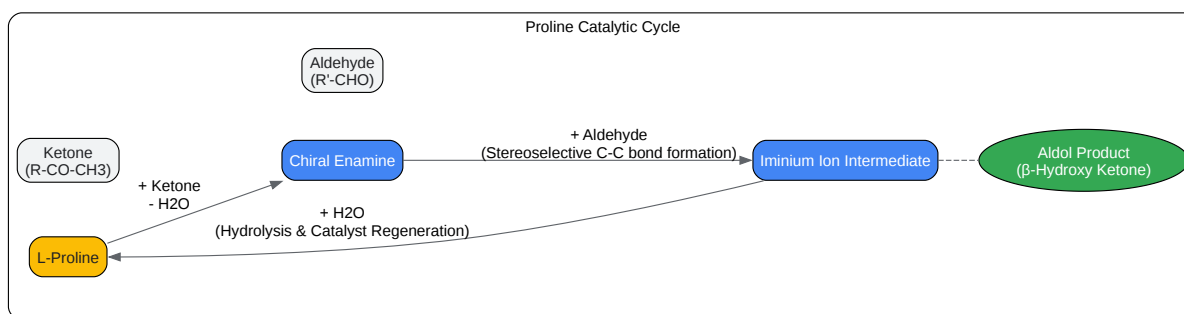 Proline Catalytic Cycle
Aldehyde
(R'-CHO)
Ketone
(R-CO-CH3)
+ Ketone
- H2O
L-Proline
Chiral Enamine
+ Aldehyde
(Stereoselective C-C bond formation)
Iminium Ion Intermediate
Aldol Product
(β-Hydroxy Ketone)
+ H2O
(Hydrolysis & Catalyst Regeneration)